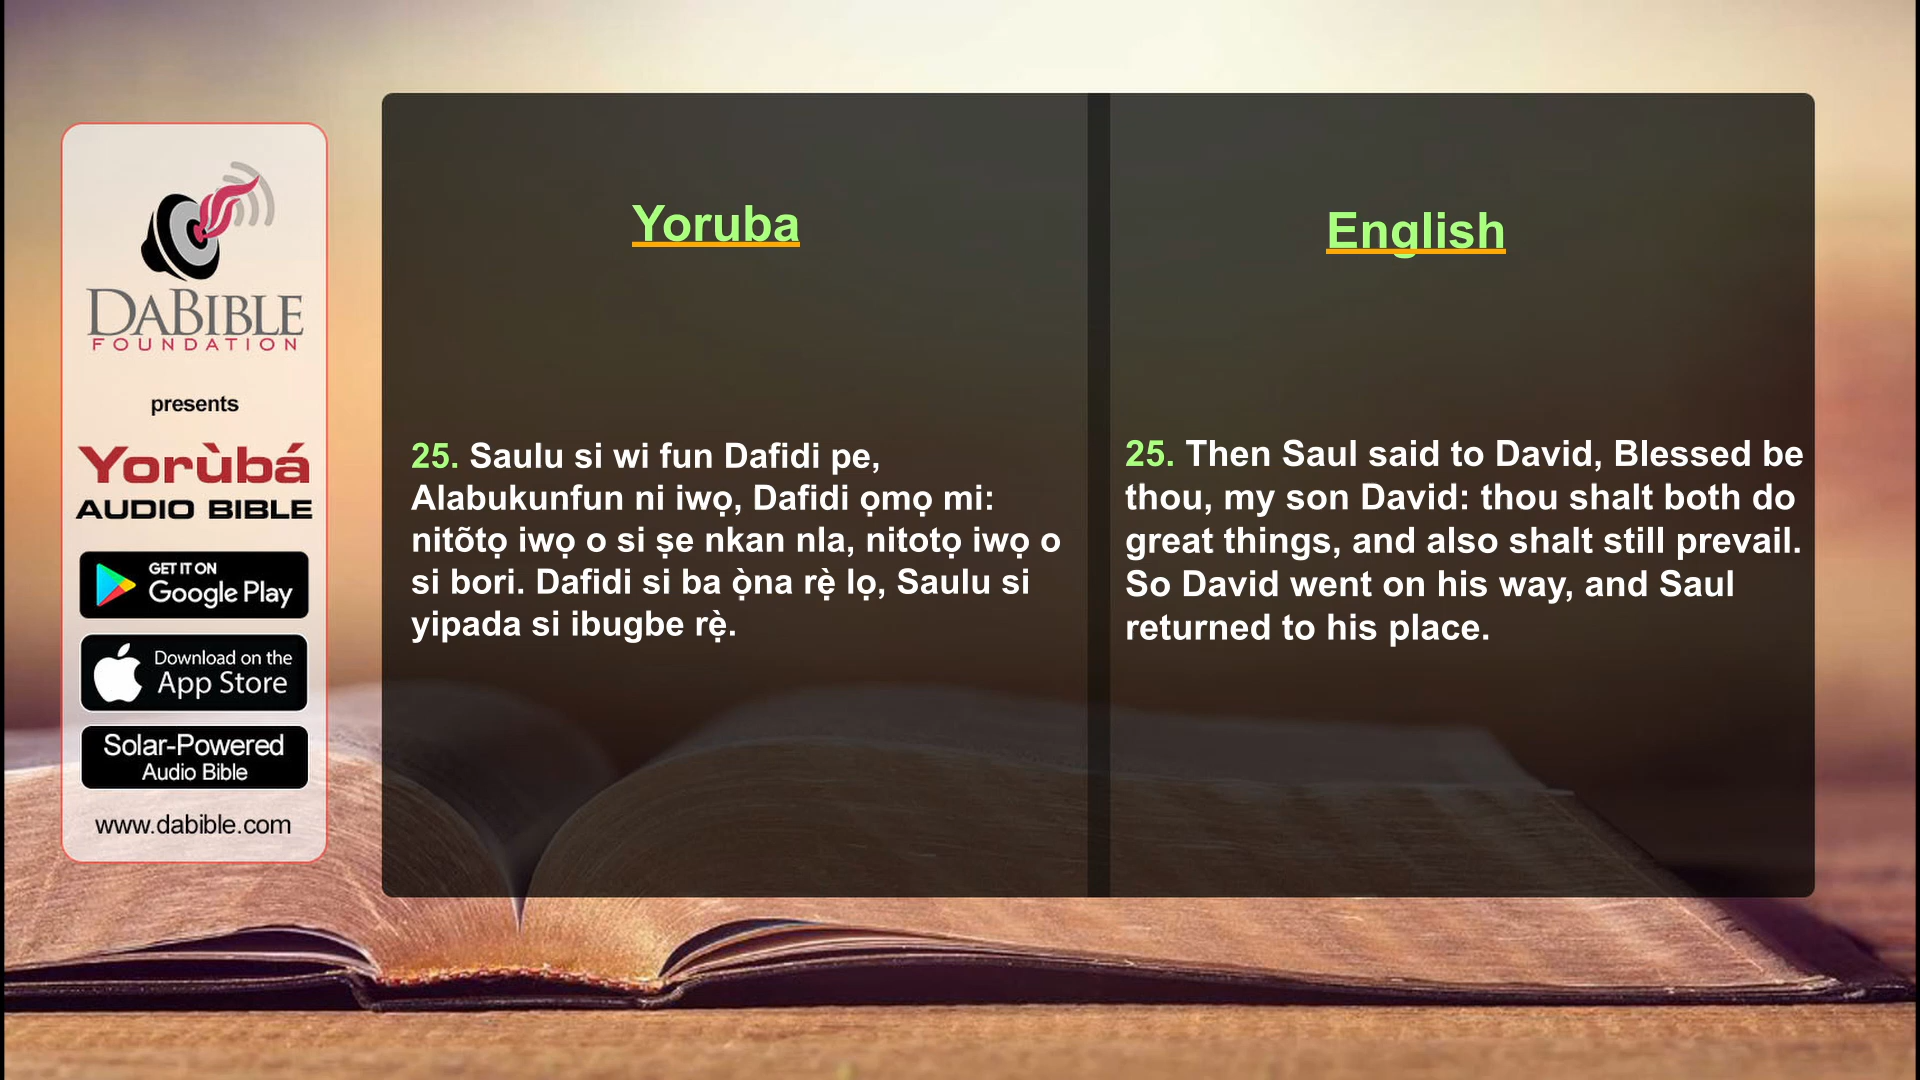 DABIBLE
FOUNDATION
presents
Yorùbá
AUDIO BIBLE
GET IT ON
Google Play
Download on the
App Store
Solar-Powered
Audio Bible
www.dabible.com
Yoruba
25. Saulu si wi fun Dafidi pe,
Alabukunfun ni iwọ, Dafidi ọmọ mi:
nitõtọ iwọ o si ṣe nkan nla, nitotọ iwọ o
si bori. Dafidi si ba ọ̀na rẹ̀ lọ, Saulu si
yipada si ibugbe rẹ̀.
English
25. Then Saul said to David, Blessed be
thou, my son David: thou shalt both do
great things, and also shalt still prevail.
So David went on his way, and Saul
returned to his place.